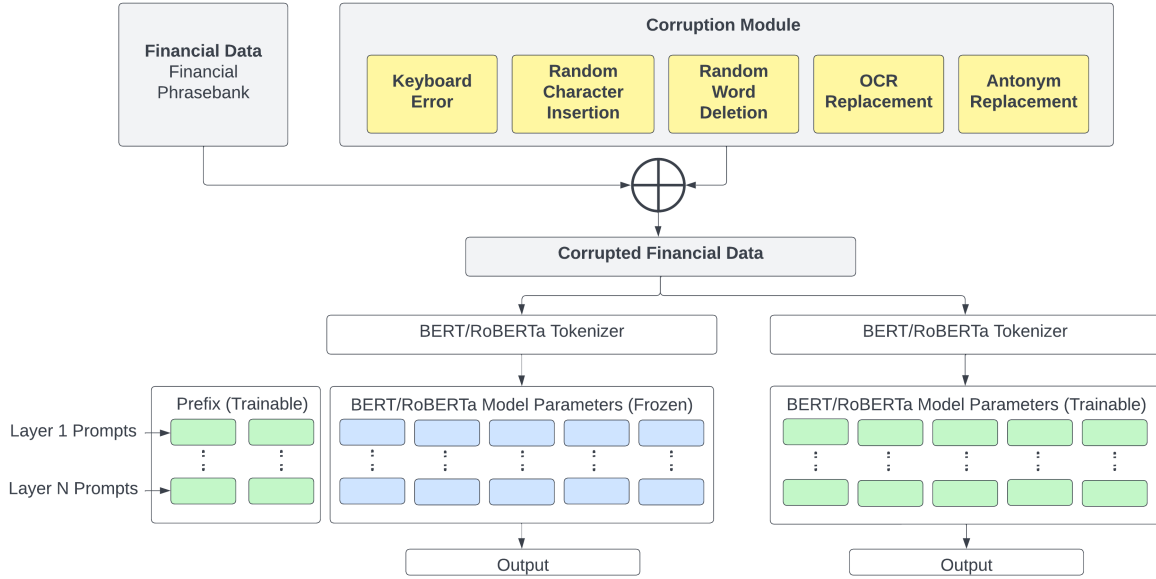 Financial Data
Financial
Phrasebank
Corruption Module
Keyboard
Error
Random
Character
Insertion
Random
Word
Deletion
OCR
Replacement
Antonym
Replacement
Corrupted Financial Data
BERT/RoBERTa Tokenizer
BERT/RoBERTa Tokenizer
Prefix (Trainable)
BERT/RoBERTa Model Parameters (Frozen)
BERT/RoBERTa Model Parameters (Trainable)
Layer 1 Prompts
Layer N Prompts
Output
Output